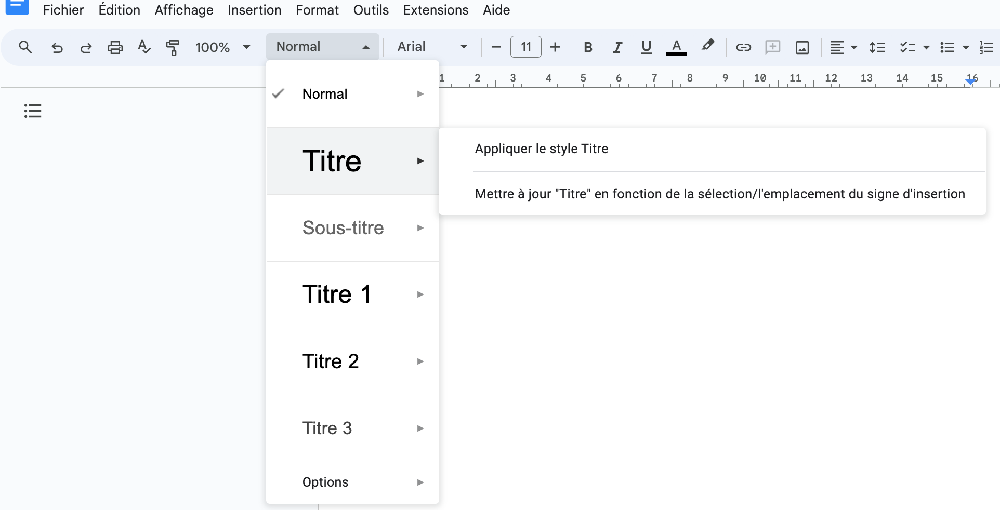 Fichier Édition Affichage Insertion Format Outils Extensions Aide
100% Normal Arial 11 B I U A
1 2 3 4 5 6 7 8 9 10 11 12 13 14 15 16
Normal
Titre
Appliquer le style Titre
Mettre à jour "Titre" en fonction de la sélection/l'emplacement du signe d'insertion
Sous-titre
Titre 1
Titre 2
Titre 3
Options